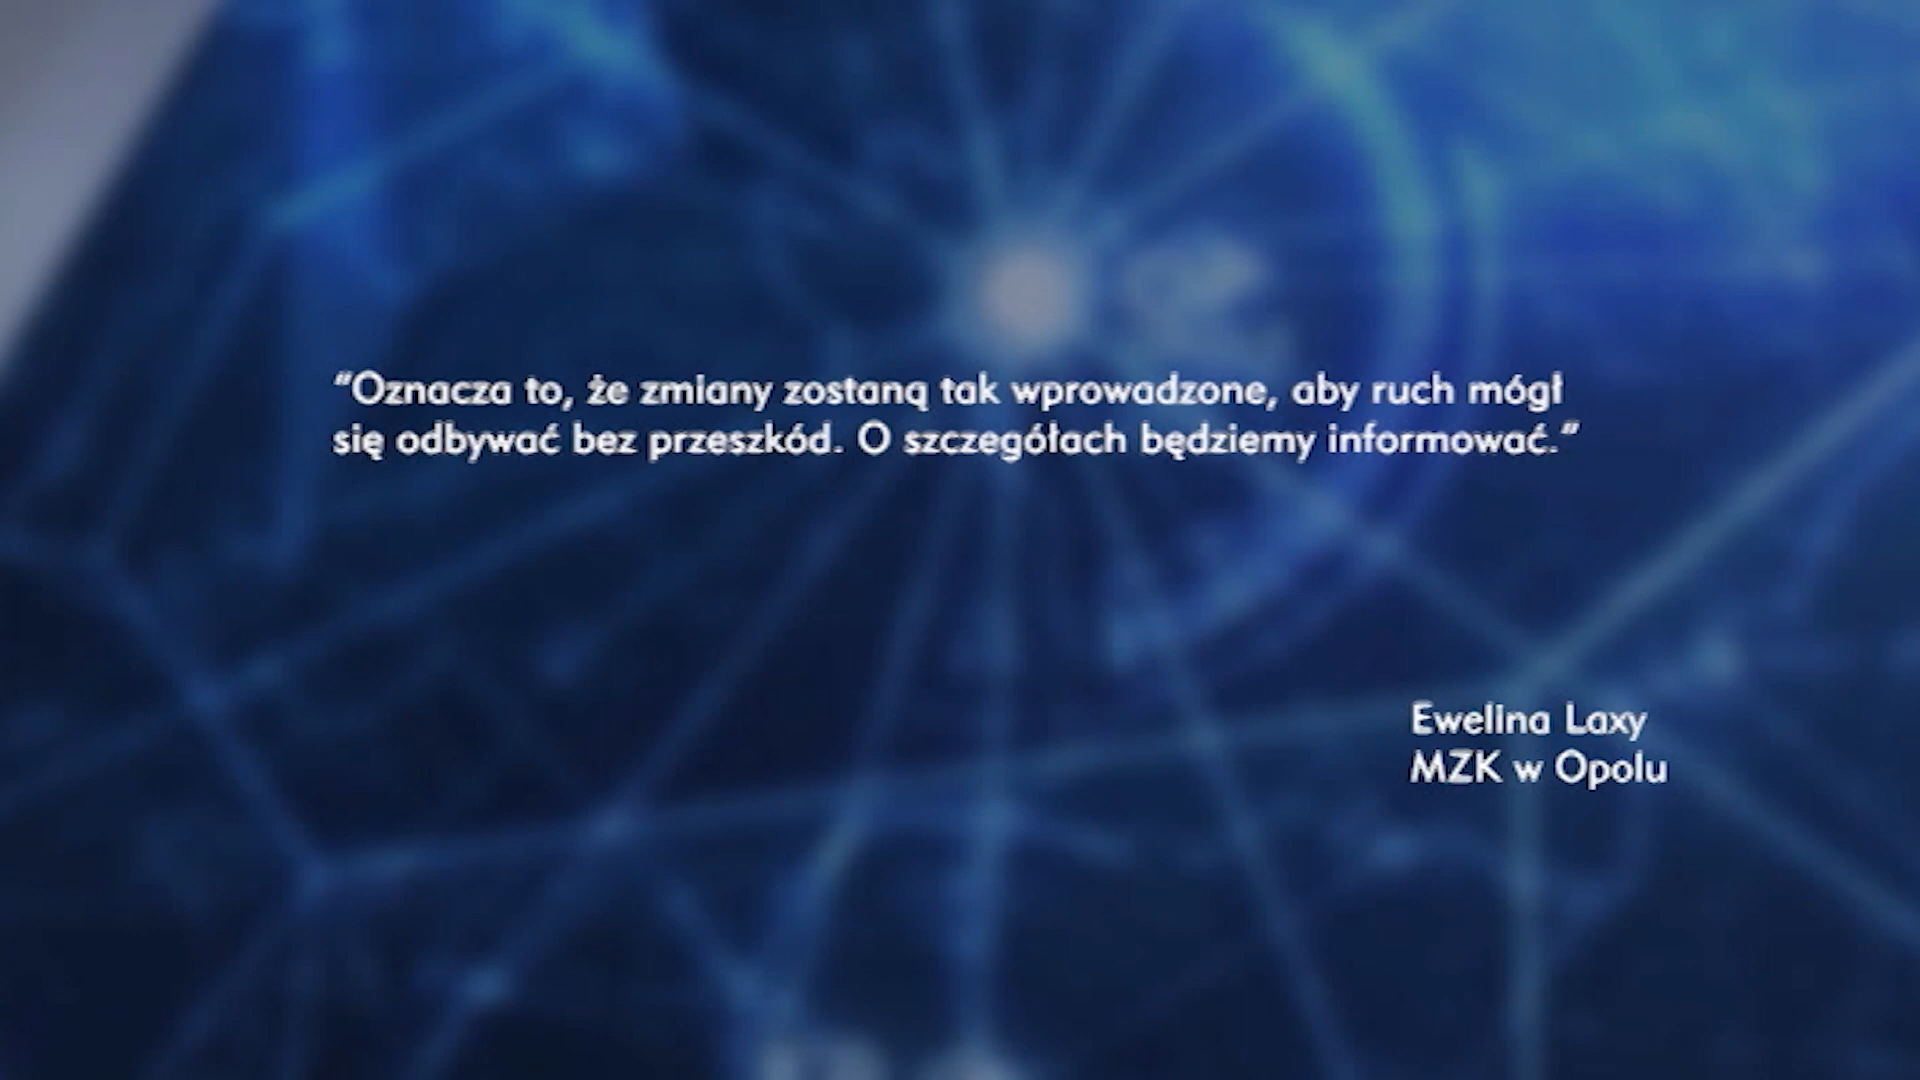 “Oznacza to, że zmiany zostaną tak wprowadzone, aby ruch mógł
się odbywać bez przeszkód. O szczegółach będziemy informować.”
Ewelina Laxy
MZK w Opolu